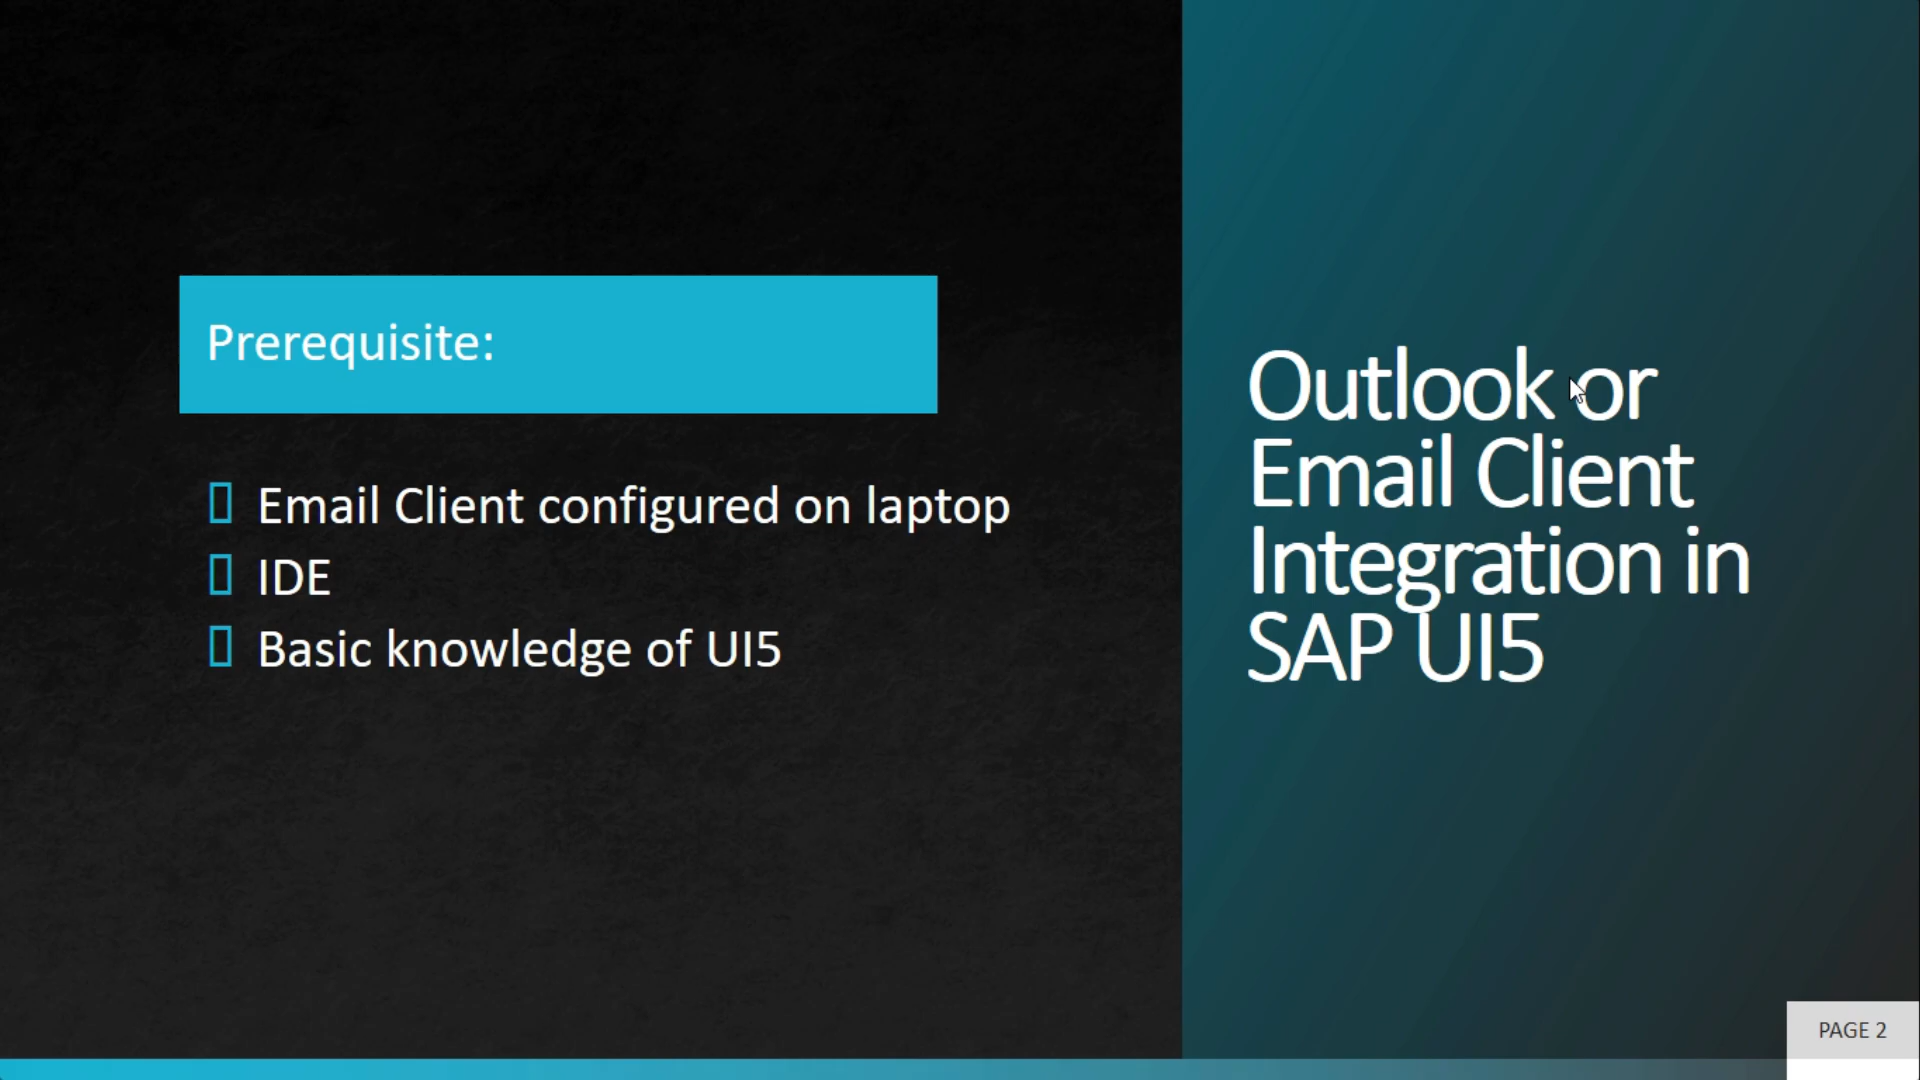 Prerequisite:
Email Client configured on laptop
IDE
Basic knowledge of UI5
Outlook or
Email Client
Integration in
SAP UI5
PAGE 2